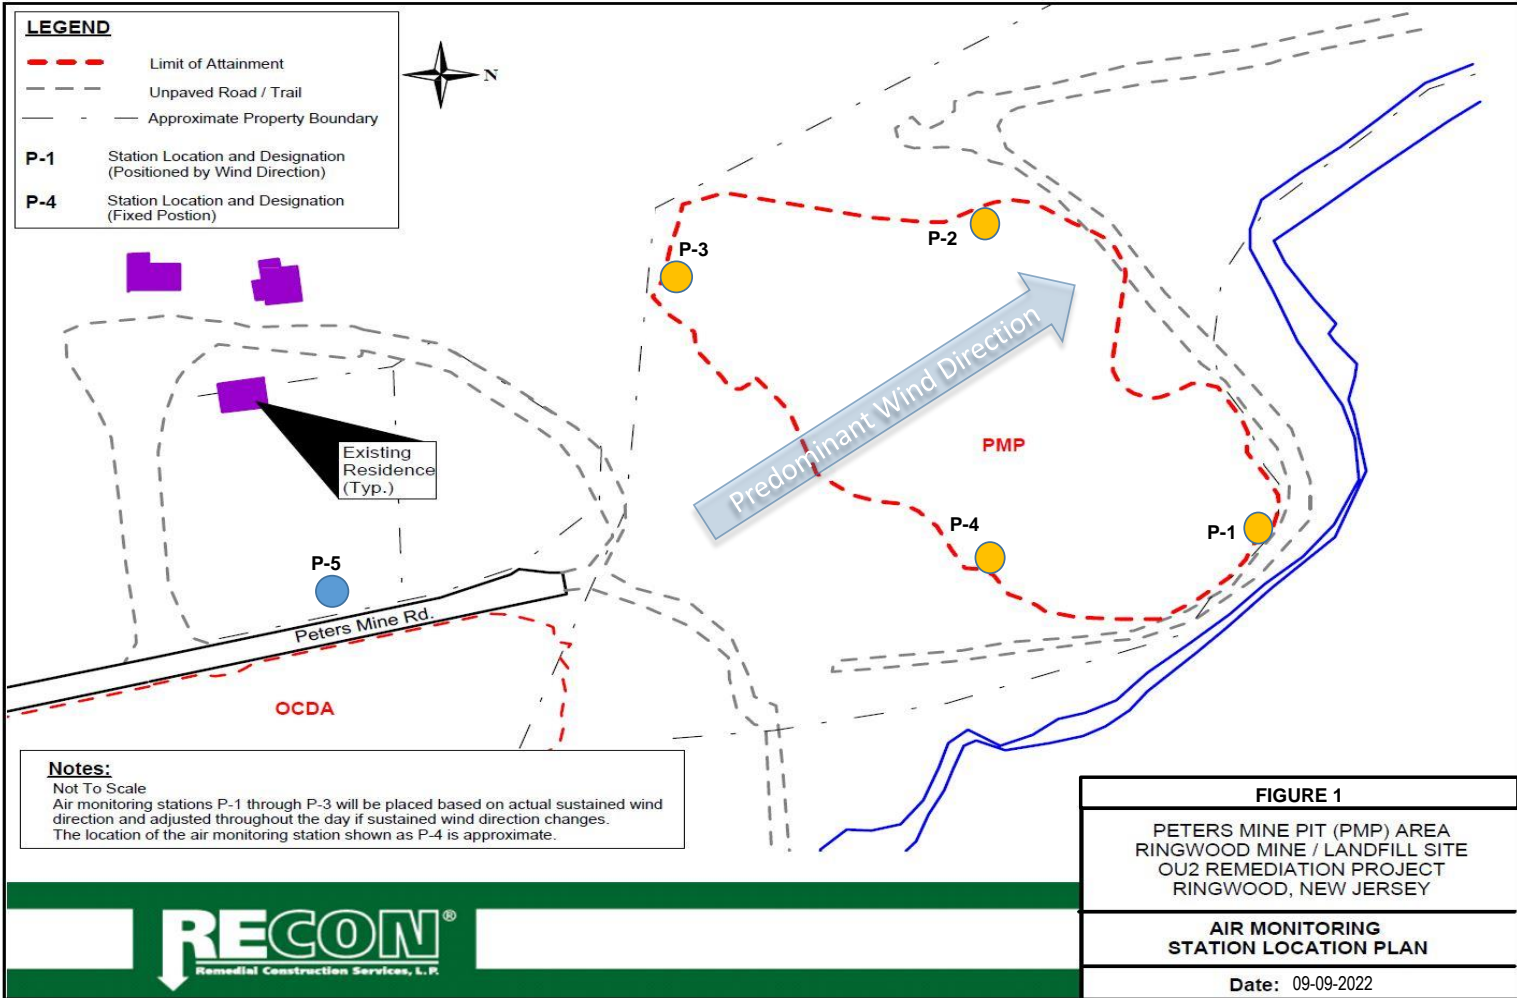 LEGEND
Limit of Attainment
Unpaved Road / Trail
Approximate Property Boundary
P-1 Station Location and Designation
(Positioned by Wind Direction)
P-4 Station Location and Designation
(Fixed Postion)
N
P-3
P-2
Predominant Wind Direction
PMP
Existing
Residence
(Typ.)
P-4
P-1
P-5
Peters Mine Rd.
OCDA
Notes:
Not To Scale
Air monitoring stations P-1 through P-3 will be placed based on actual sustained wind
direction and adjusted throughout the day if sustained wind direction changes.
The location of the air monitoring station shown as P-4 is approximate.
FIGURE 1
PETERS MINE PIT (PMP) AREA
RINGWOOD MINE / LANDFILL SITE
OU2 REMEDIATION PROJECT
RINGWOOD, NEW JERSEY
AIR MONITORING
STATION LOCATION PLAN
Date: 09-09-2022
RECON®
Remedial Construction Services, L.P.